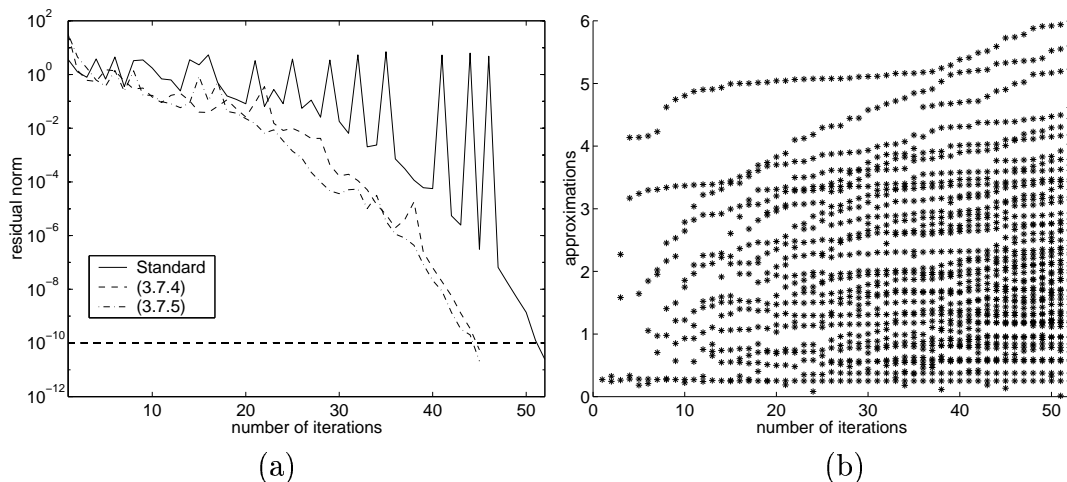 10^2
10^0
10^−2
10^−4
10^−6
10^−8
10^−10
10^−12
residual norm
Standard
(3.7.4)
(3.7.5)
10 20 30 40 50
number of iterations
(a)
6
5
4
3
2
1
0
approximations
0 10 20 30 40 50
number of iterations
(b)